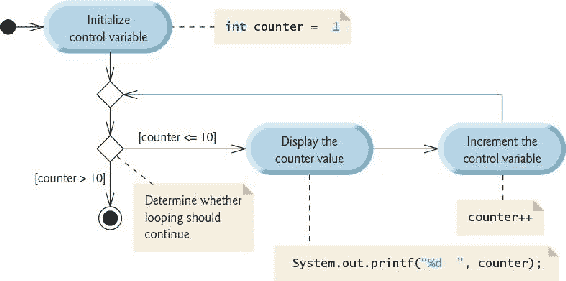 Initialize
control variable
int counter = 1
[counter <= 10]
Display the
counter value
Increment the
control variable
[counter > 10]
Determine whether
looping should
continue
counter++
System.out.printf("%d  ", counter);